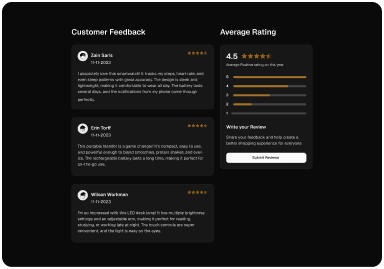 Customer Feedback
Zain Saris
11-11-2023
I absolutely love this smartwatch! It tracks my steps, heart rate, and
even sleep patterns with great accuracy. The design is sleek and
lightweight, making it comfortable to wear all day. The battery lasts
several days, and the notifications from my phone come through
perfectly.
Erin Torff
11-11-2023
This portable blender is a game changer! It's compact, easy to use,
and powerful enough to blend smoothies, protein shakes, and even
ice. The rechargeable battery lasts a long time, making it perfect for
on-the-go use.
Wilson Workman
11-11-2023
I'm so impressed with this LED desk lamp! It has multiple brightness
settings and an adjustable arm, making it perfect for reading,
studying, or working late at night. The touch controls are super
convenient, and the light is easy on the eyes.
Average Rating
4.5
Average Positive rating on this year
5
4
3
2
1
Write your Review
Share your feedback and help create a
better shopping experience for everyone
Submit Reviews